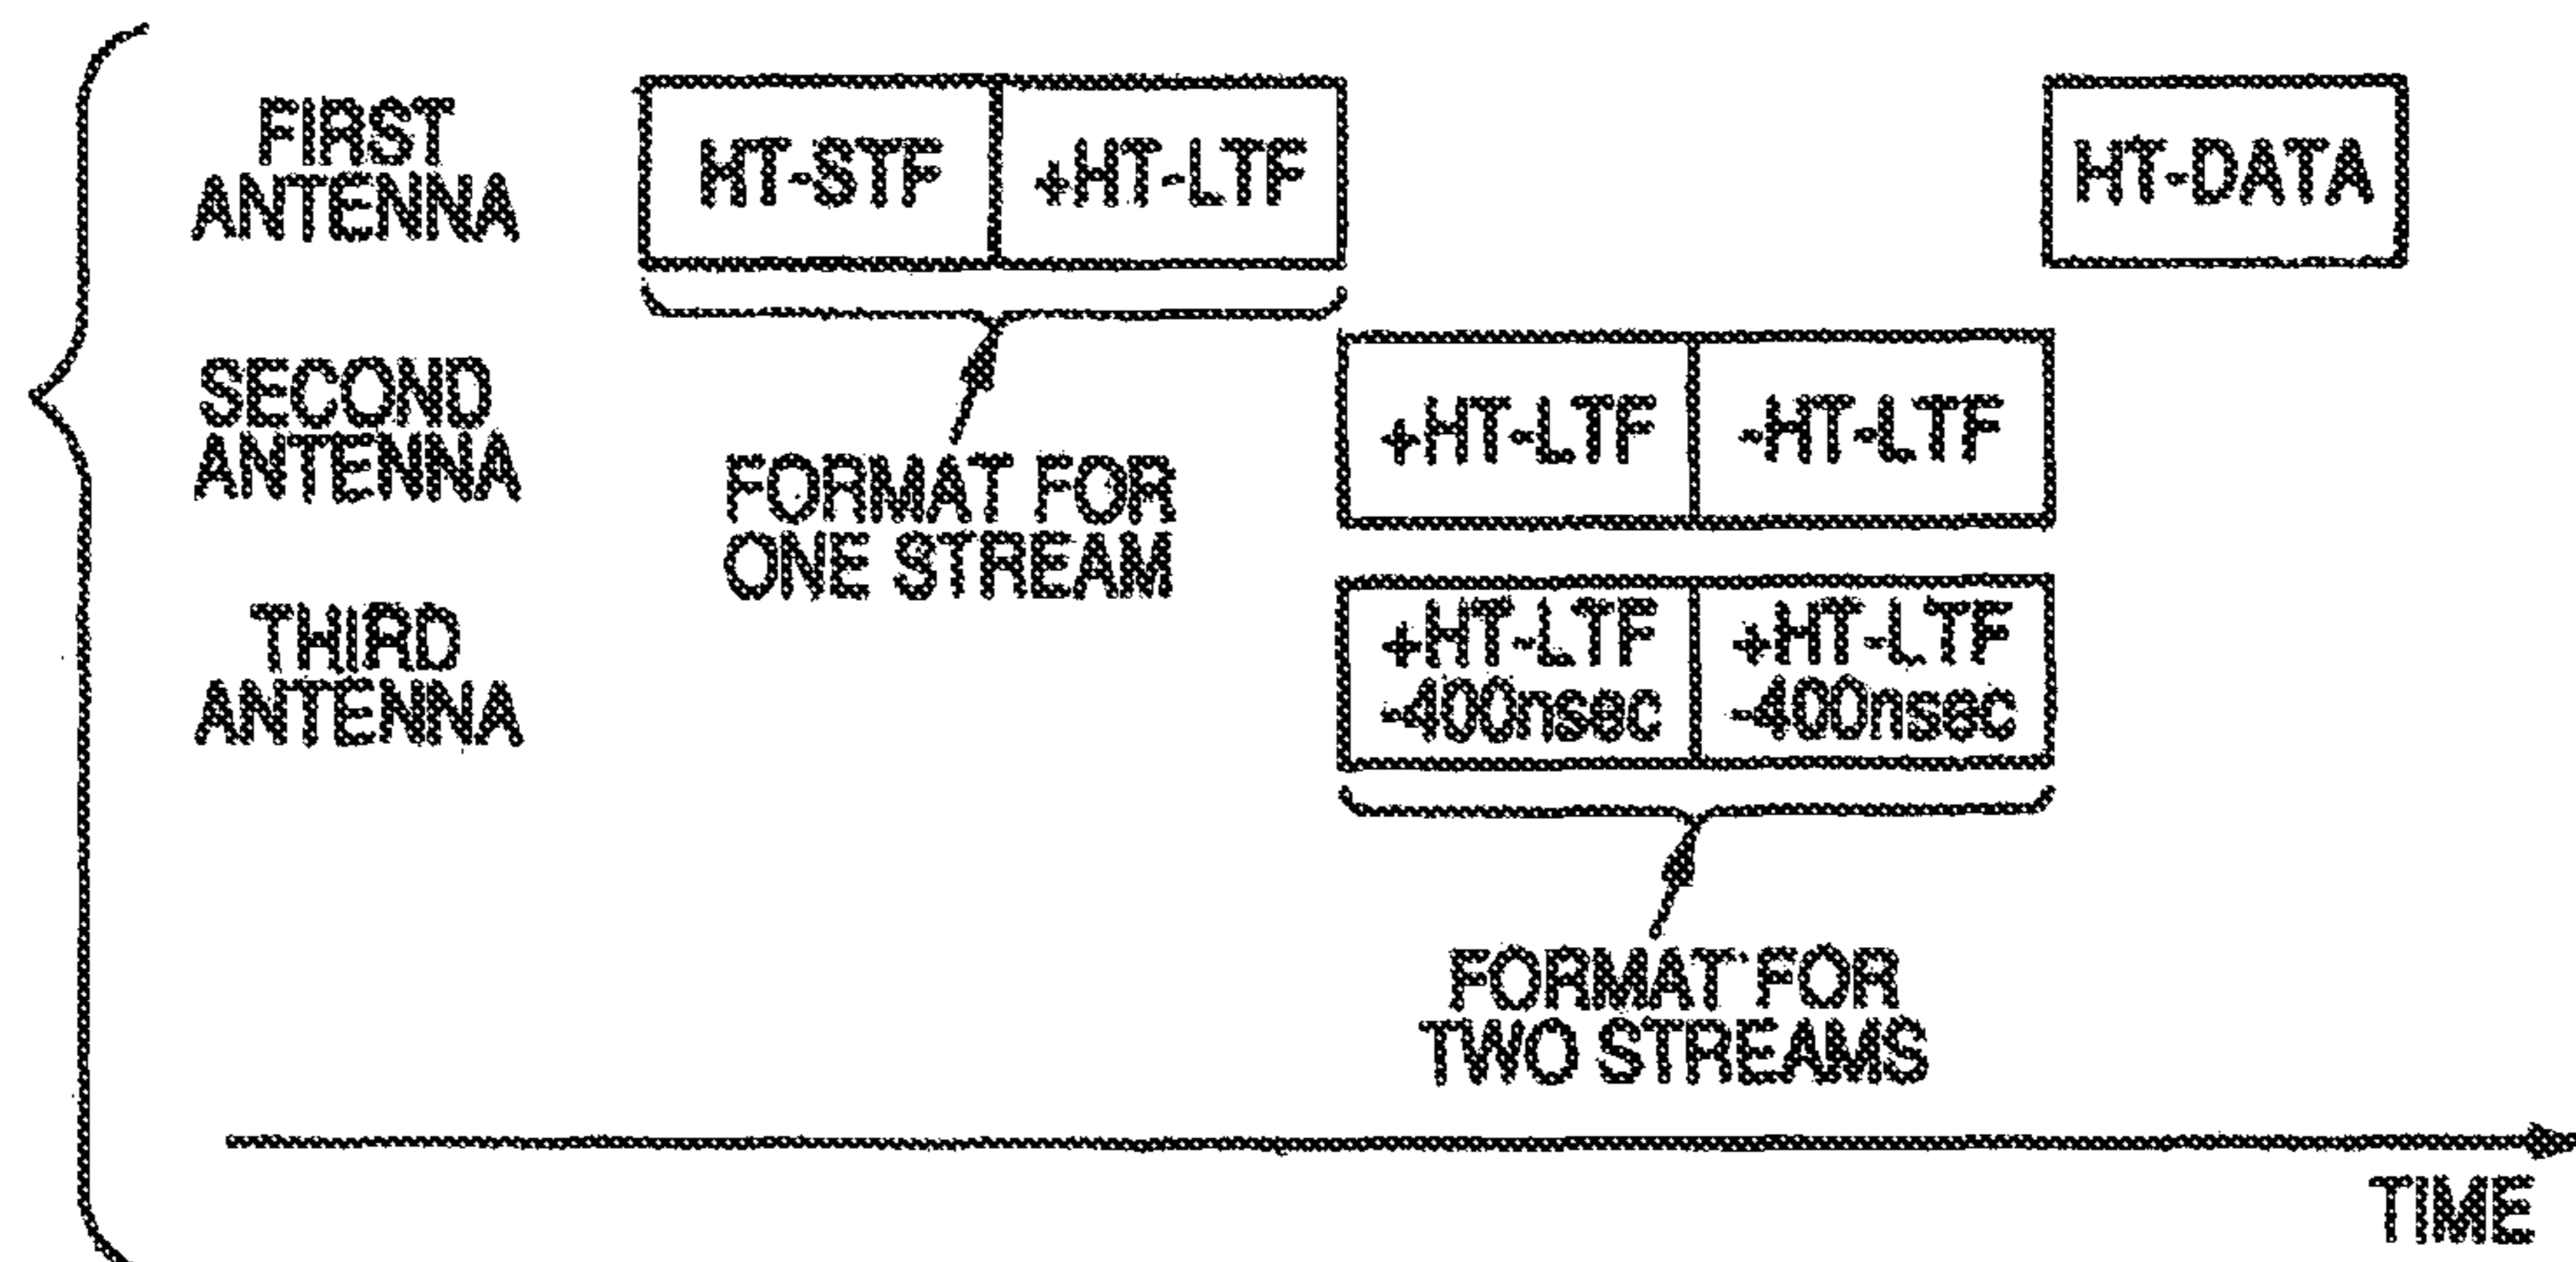 FIRST
ANTENNA
HT-STF
+HT-LTF
HT-DATA
SECOND
ANTENNA
+HT-LTF
-HT-LTF
FORMAT FOR
ONE STREAM
THIRD
ANTENNA
+HT-LTF
-400nsec
+HT-LTF
-400nsec
FORMAT FOR
TWO STREAMS
TIME